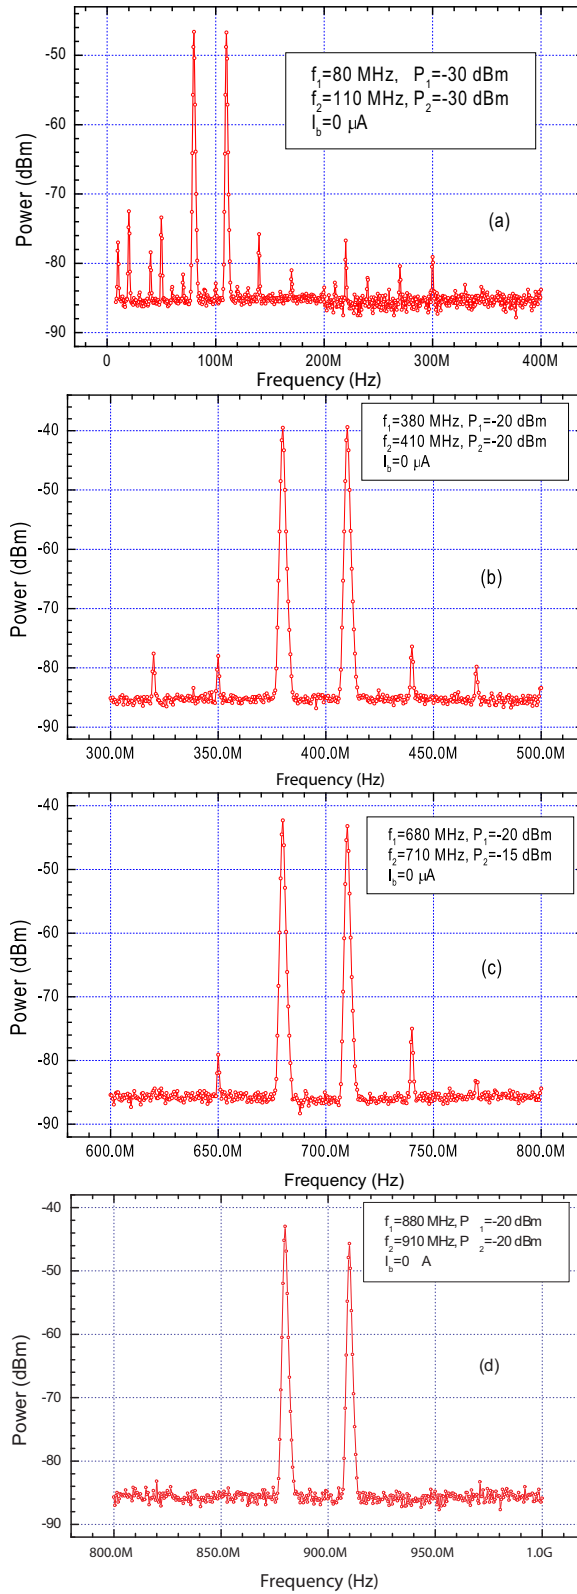 f1=80 MHz, P1=-30 dBm
f2=110 MHz, P2=-30 dBm
Ib=0 μA
(a)
Power (dBm)
-50
-60
-70
-80
-90
0 100M 200M 300M 400M
Frequency (Hz)
f1=380 MHz, P1=-20 dBm
f2=410 MHz, P2=-20 dBm
Ib=0 μA
(b)
Power (dBm)
-40
-50
-60
-70
-80
-90
300.0M 350.0M 400.0M 450.0M 500.0M
Frequency (Hz)
f1=680 MHz, P1=-20 dBm
f2=710 MHz, P2=-15 dBm
Ib=0 μA
(c)
Power (dBm)
-40
-50
-60
-70
-80
-90
600.0M 650.0M 700.0M 750.0M 800.0M
Frequency (Hz)
f1=880 MHz, P 1=-20 dBm
f2=910 MHz, P 2=-20 dBm
Ib=0 A
(d)
Power (dBm)
-40
-50
-60
-70
-80
-90
800.0M 850.0M 900.0M 950.0M 1.0G
Frequency (Hz)